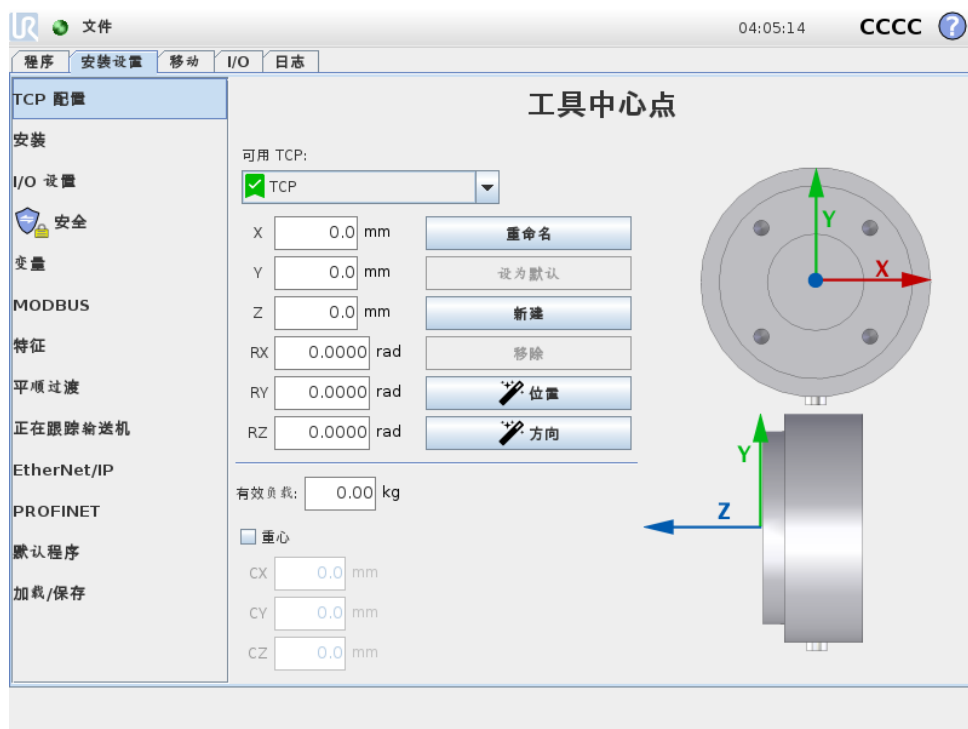 UR 文件 04:05:14 CCCC ?
程序 安装设置 移动 I/O 日志
TCP 配置
安装
I/O 设置
安全
变量
MODBUS
特征
平顺过渡
正在跟踪输送机
EtherNet/IP
PROFINET
默认程序
加载/保存
工具中心点
可用 TCP:
TCP
X 0.0 mm 重命名
Y 0.0 mm 设为默认
Z 0.0 mm 新建
RX 0.0000 rad 移除
RY 0.0000 rad 位置
RZ 0.0000 rad 方向
有效负载: 0.00 kg
重心
CX 0.0 mm
CY 0.0 mm
CZ 0.0 mm
Y
X
Y
Z